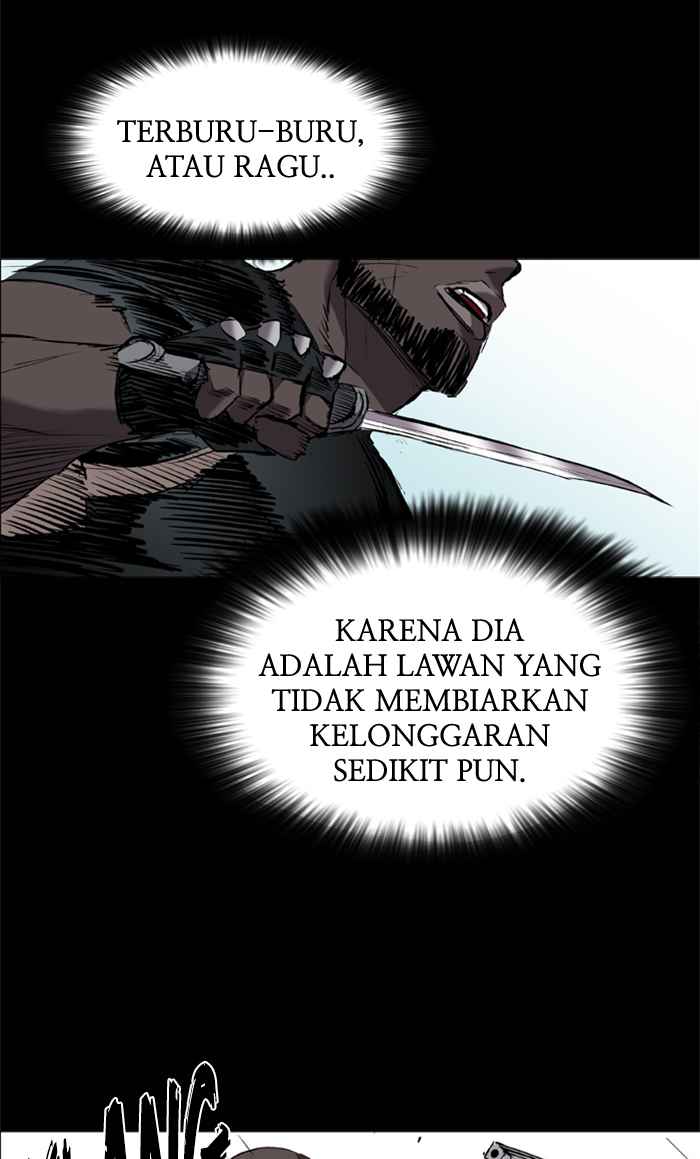 TERBURU-BURU,
ATAU RAGU..
KARENA DIA
ADALAH LAWAN YANG
TIDAK MEMBIARKAN
KELONGGARAN
SEDIKIT PUN.